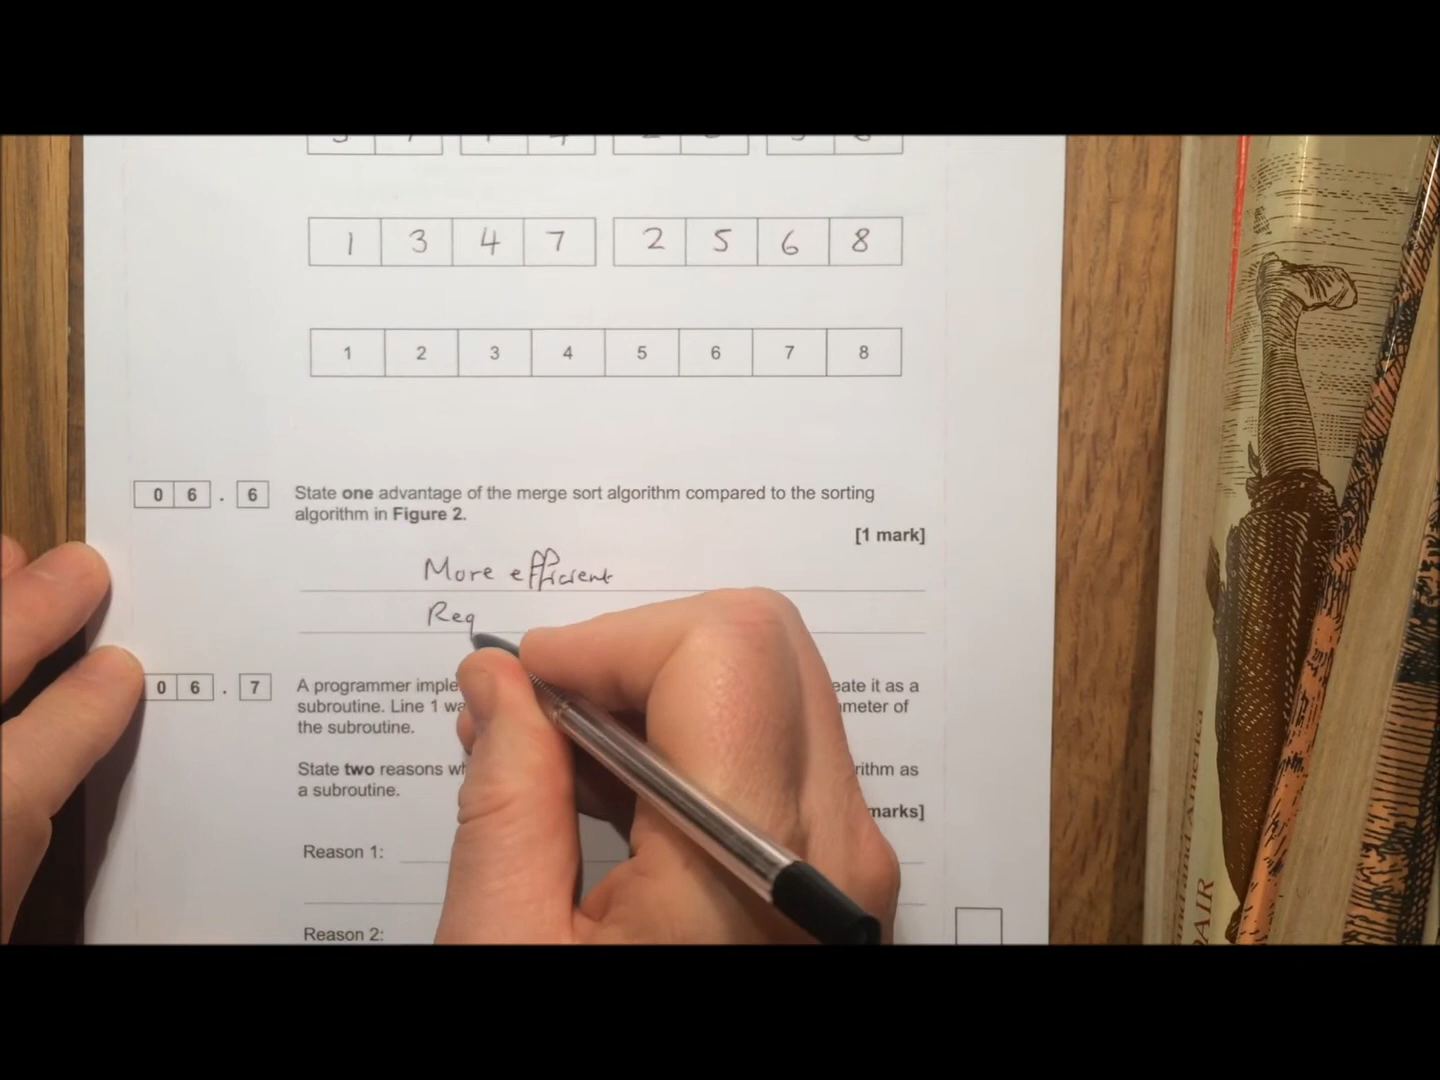 1 3 4 7 2 5 6 8
1 2 3 4 5 6 7 8
0 6 . 6 State one advantage of the merge sort algorithm compared to the sorting
algorithm in Figure 2.
[1 mark]
More efficient
Req
0 6 . 7 A programmer imple eate it as a
subroutine. Line 1 wa meter of
the subroutine.
State two reasons wh rithm as
a subroutine.
marks]
Reason 1:
Reason 2:
America
PAIR